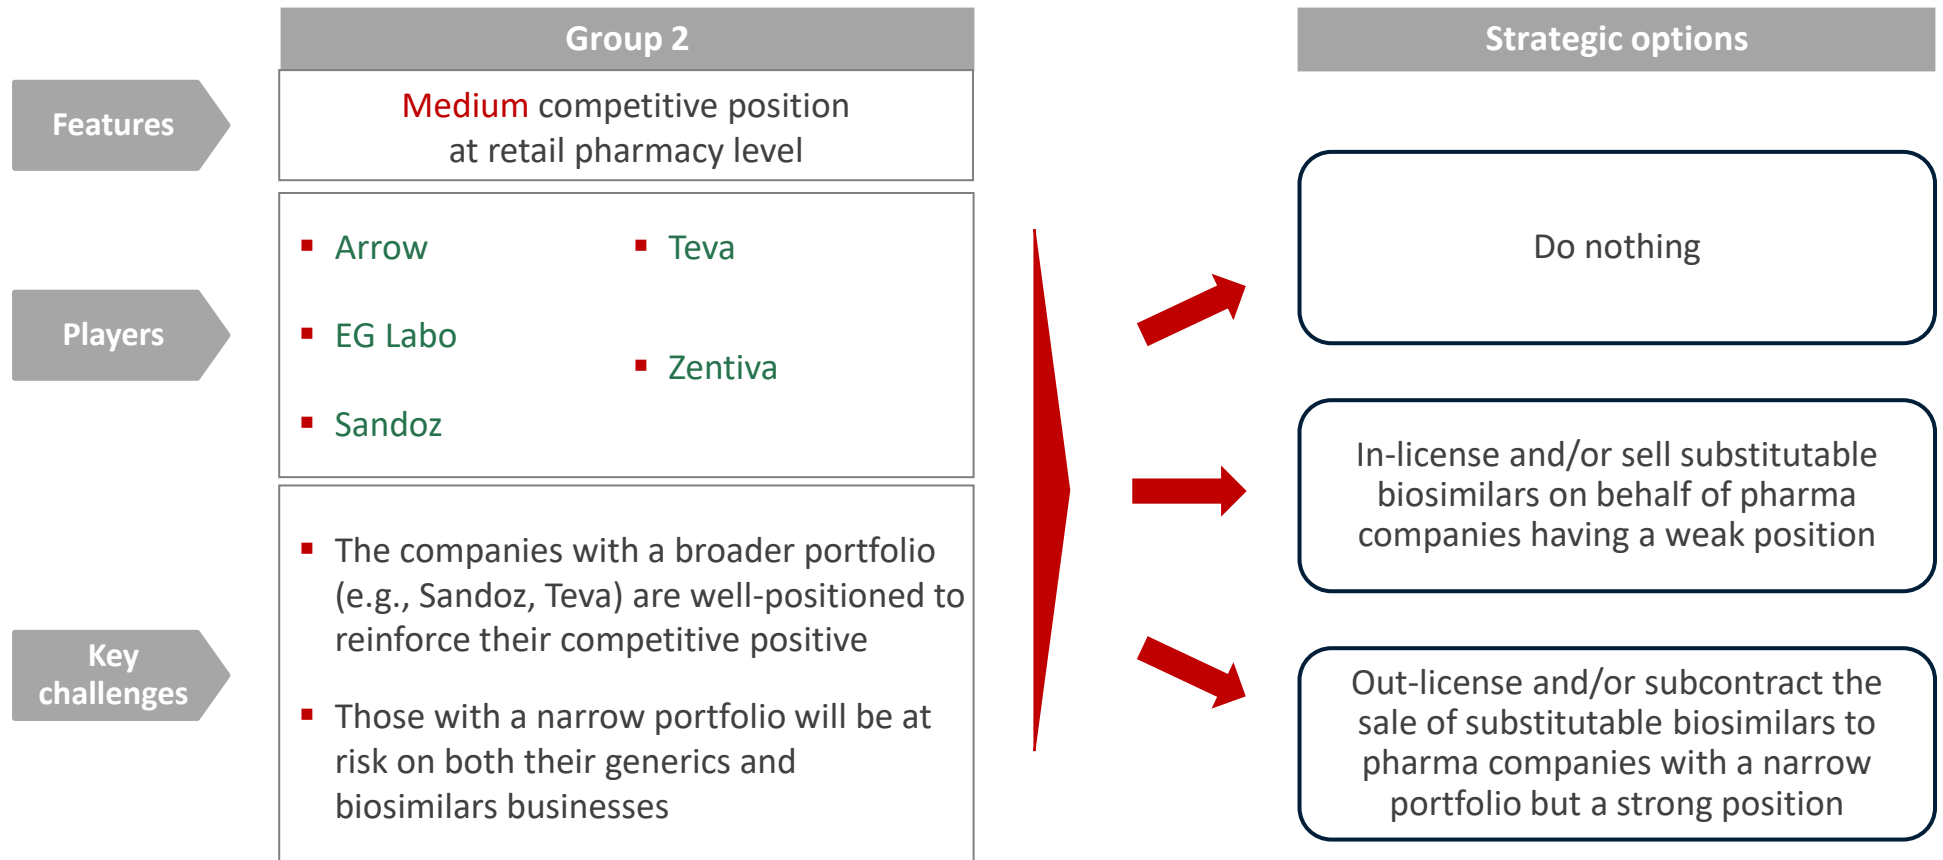 Group 2
Strategic options
Features
Medium competitive position
at retail pharmacy level
Players
▪ Arrow
▪ EG Labo
▪ Sandoz
▪ Teva
▪ Zentiva
Key
challenges
▪ The companies with a broader portfolio
(e.g., Sandoz, Teva) are well-positioned to
reinforce their competitive positive
▪ Those with a narrow portfolio will be at
risk on both their generics and
biosimilars businesses
Do nothing
In-license and/or sell substitutable
biosimilars on behalf of pharma
companies having a weak position
Out-license and/or subcontract the
sale of substitutable biosimilars to
pharma companies with a narrow
portfolio but a strong position